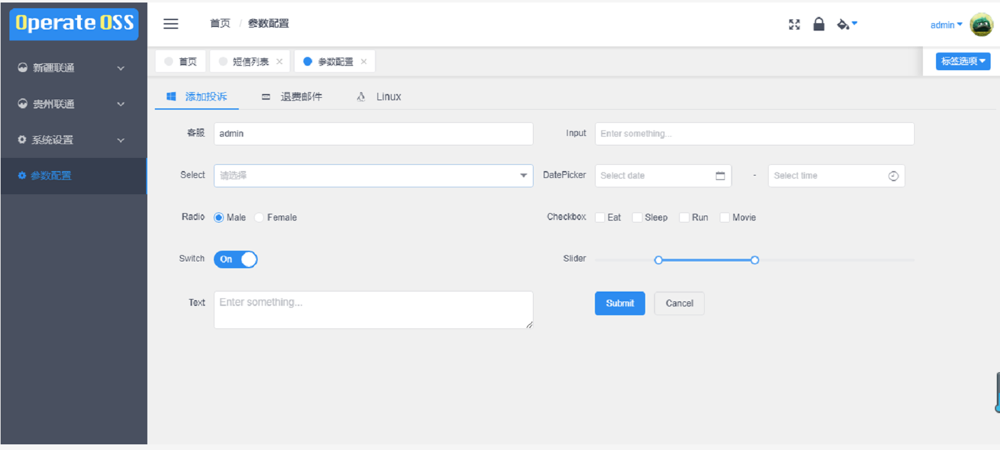 Operate OSS
首页 / 参数配置
admin
新疆联通
贵州联通
系统设置
参数配置
首页
短信列表 ×
参数配置 ×
标签选项
添加投诉
退费邮件
Linux
客服 admin
Input Enter something...
Select 请选择
DatePicker Select date - Select time
Radio Male Female
Checkbox Eat Sleep Run Movie
Switch On
Slider
Text Enter something...
Submit Cancel